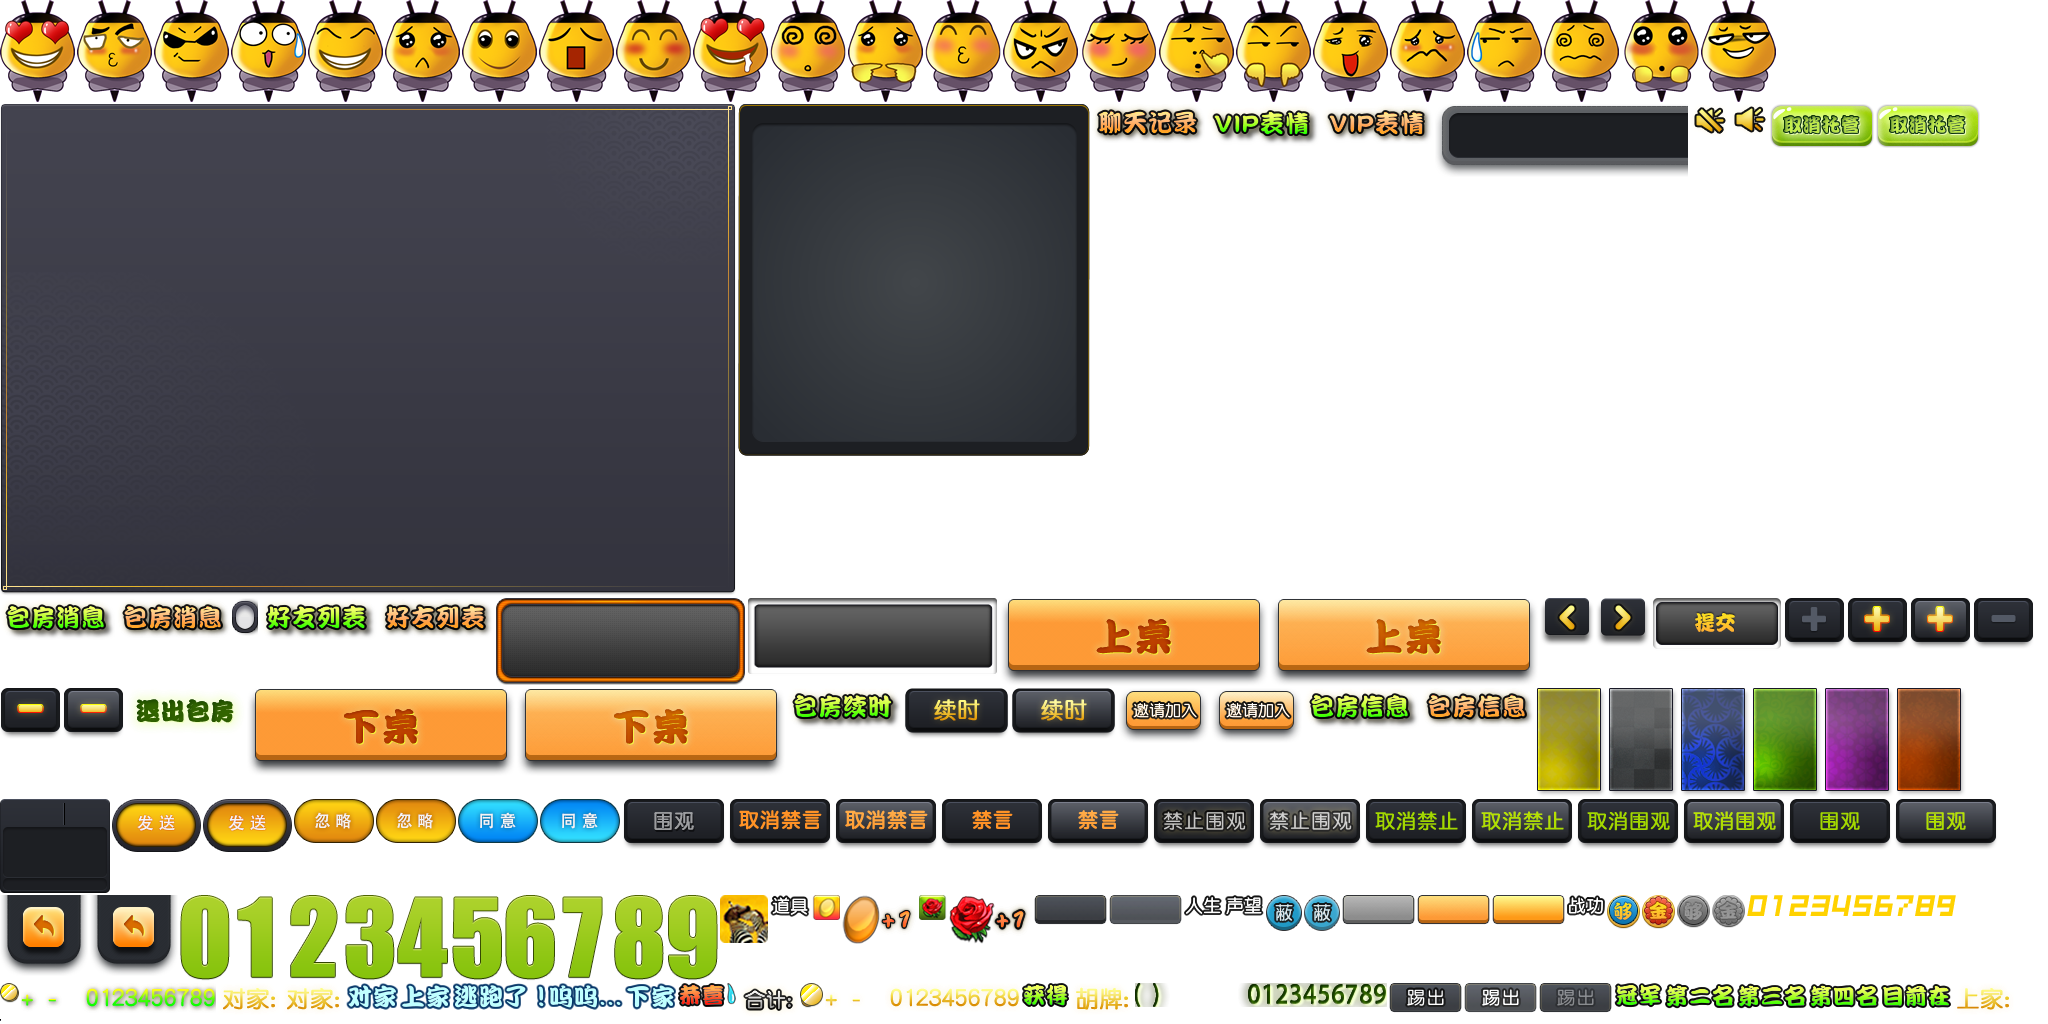 聊天记录 VIP表情 VIP表情 取消托管 取消托管
包房消息 包房消息 好友列表 好友列表 上桌 上桌 提交
退出包房 下桌 下桌 包房续时 续时 续时 邀请加入 邀请加入 包房信息 包房信息
发送 发送 忽略 忽略 同意 同意 围观 取消禁言 取消禁言 禁言 禁言 禁止围观 禁止围观 取消禁止 取消禁止 取消围观 取消围观 围观 围观
0123456789 道具 +1 +1 人生 声望 蔽 蔽 战功 够 金 够 金 0123456789
+ - 0123456789 对家: 对家: 对家 上家 逃跑了!呜呜... 下家 恭喜 合计: + - 0123456789 获得 胡牌: ( ) 0123456789 踢出 踢出 踢出 冠军 第二名 第三名 第四名 目前在 上家: